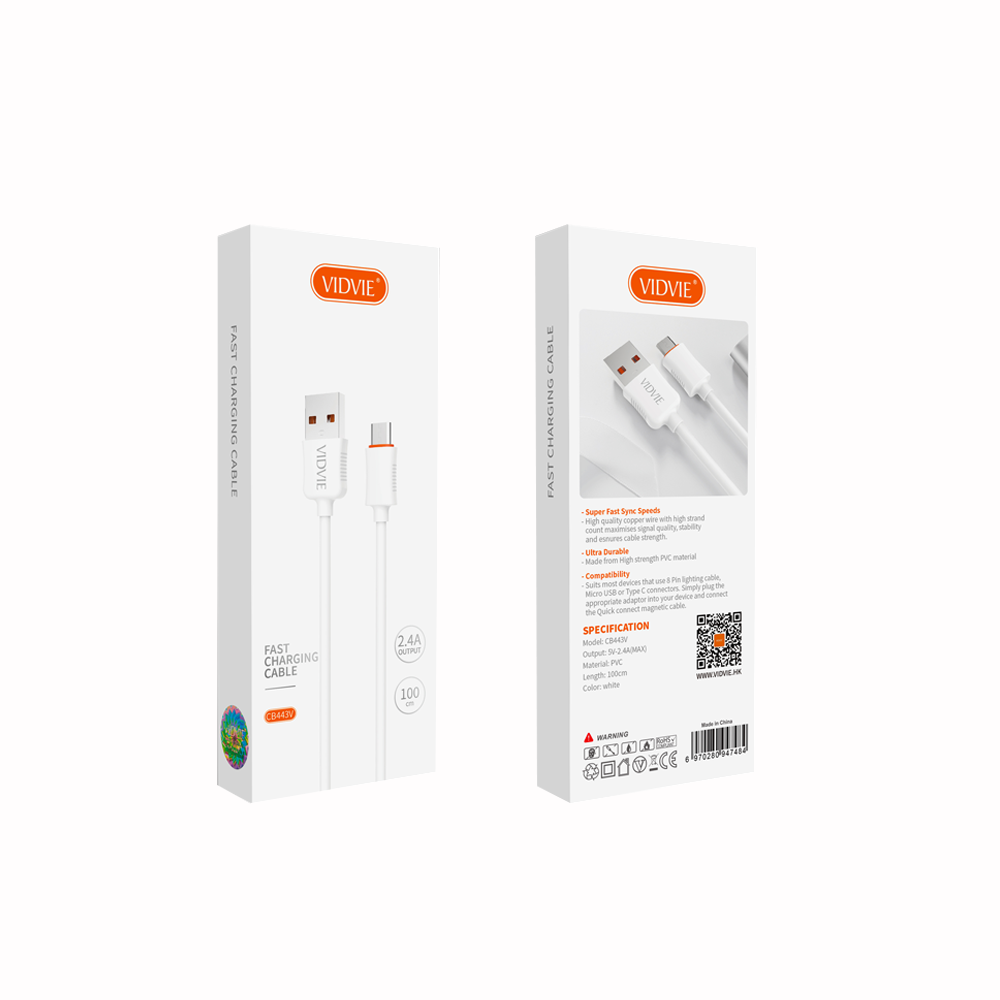 VIDVIE®
FAST CHARGING CABLE
VIDVIE
FAST
CHARGING
CABLE
CB443V
2.4A
OUTPUT
100
cm
VIDVIE®
FAST CHARGING CABLE
VIDVIE
- Super Fast Sync Speeds
- High quality copper wire with high strand
count maximises signal quality, stability
and esnures cable strength.
- Ultra Durable
- Made from High strength PVC material
- Compatibility
- Suits most devices that use 8 Pin lighting cable,
Micro USB or Type C connectors. Simply plug the
appropriate adaptor into your device and connect
the Quick connect magnetic cable.
SPECIFICATION
Model: CB443V
Output: 5V-2.4A(MAX)
Material: PVC
Length: 100cm
Color: white
WWW.VIDVIE.HK
WARNING
RoHS
COMPLIANT
CE
Made in China
6 970280 947484